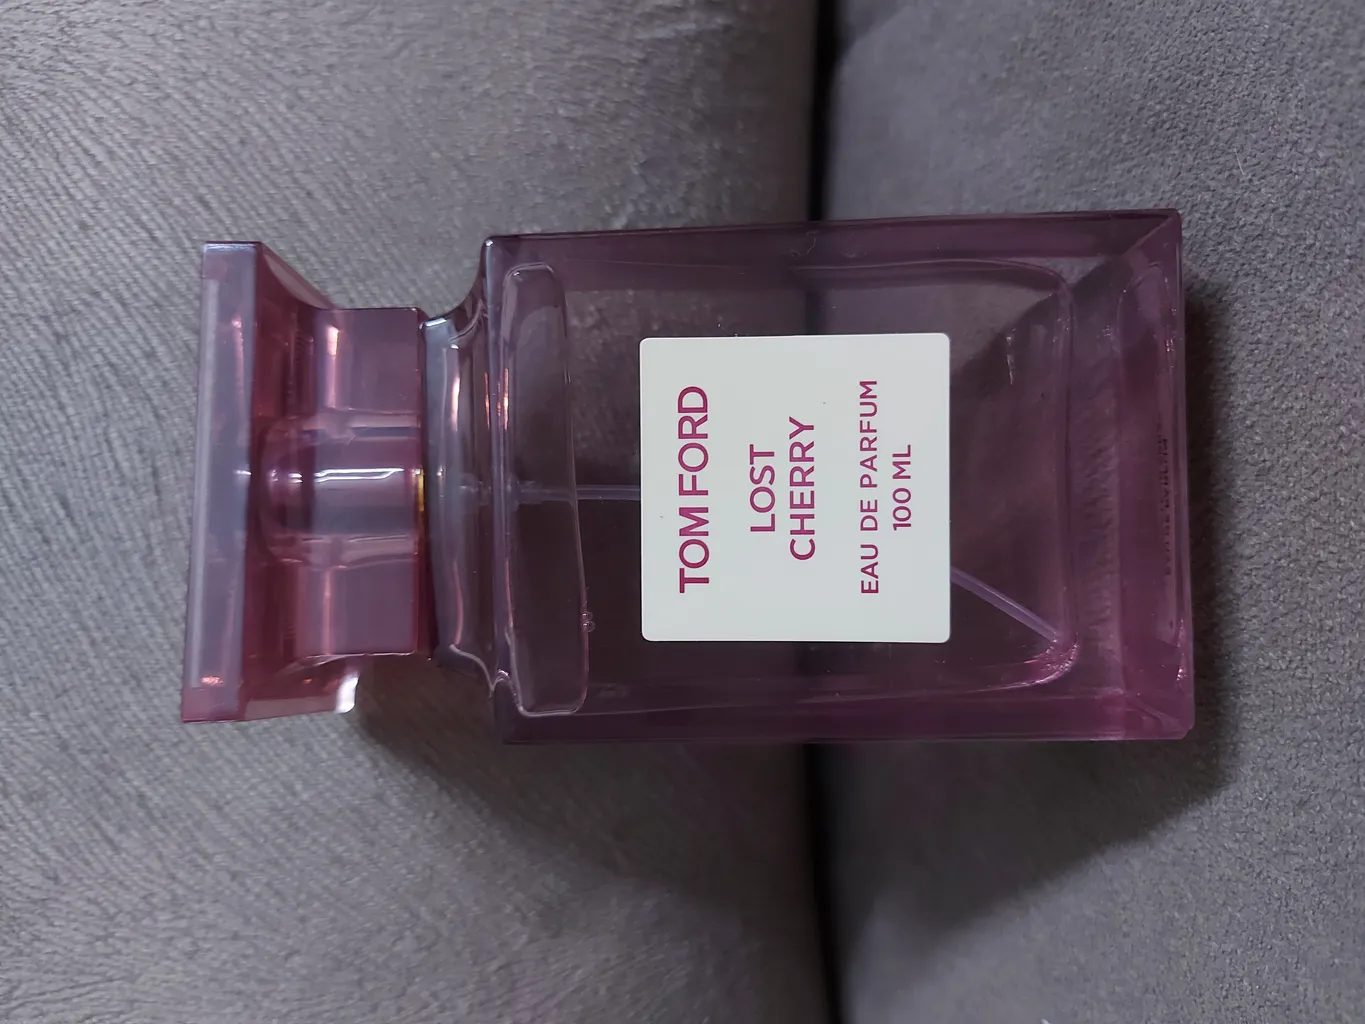 TOM FORD
LOST
CHERRY
EAU DE PARFUM
100 ML